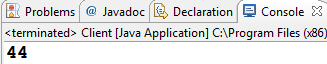 Problems @ Javadoc Declaration Console
<terminated> Client [Java Application] C:\Program Files (x86)
44